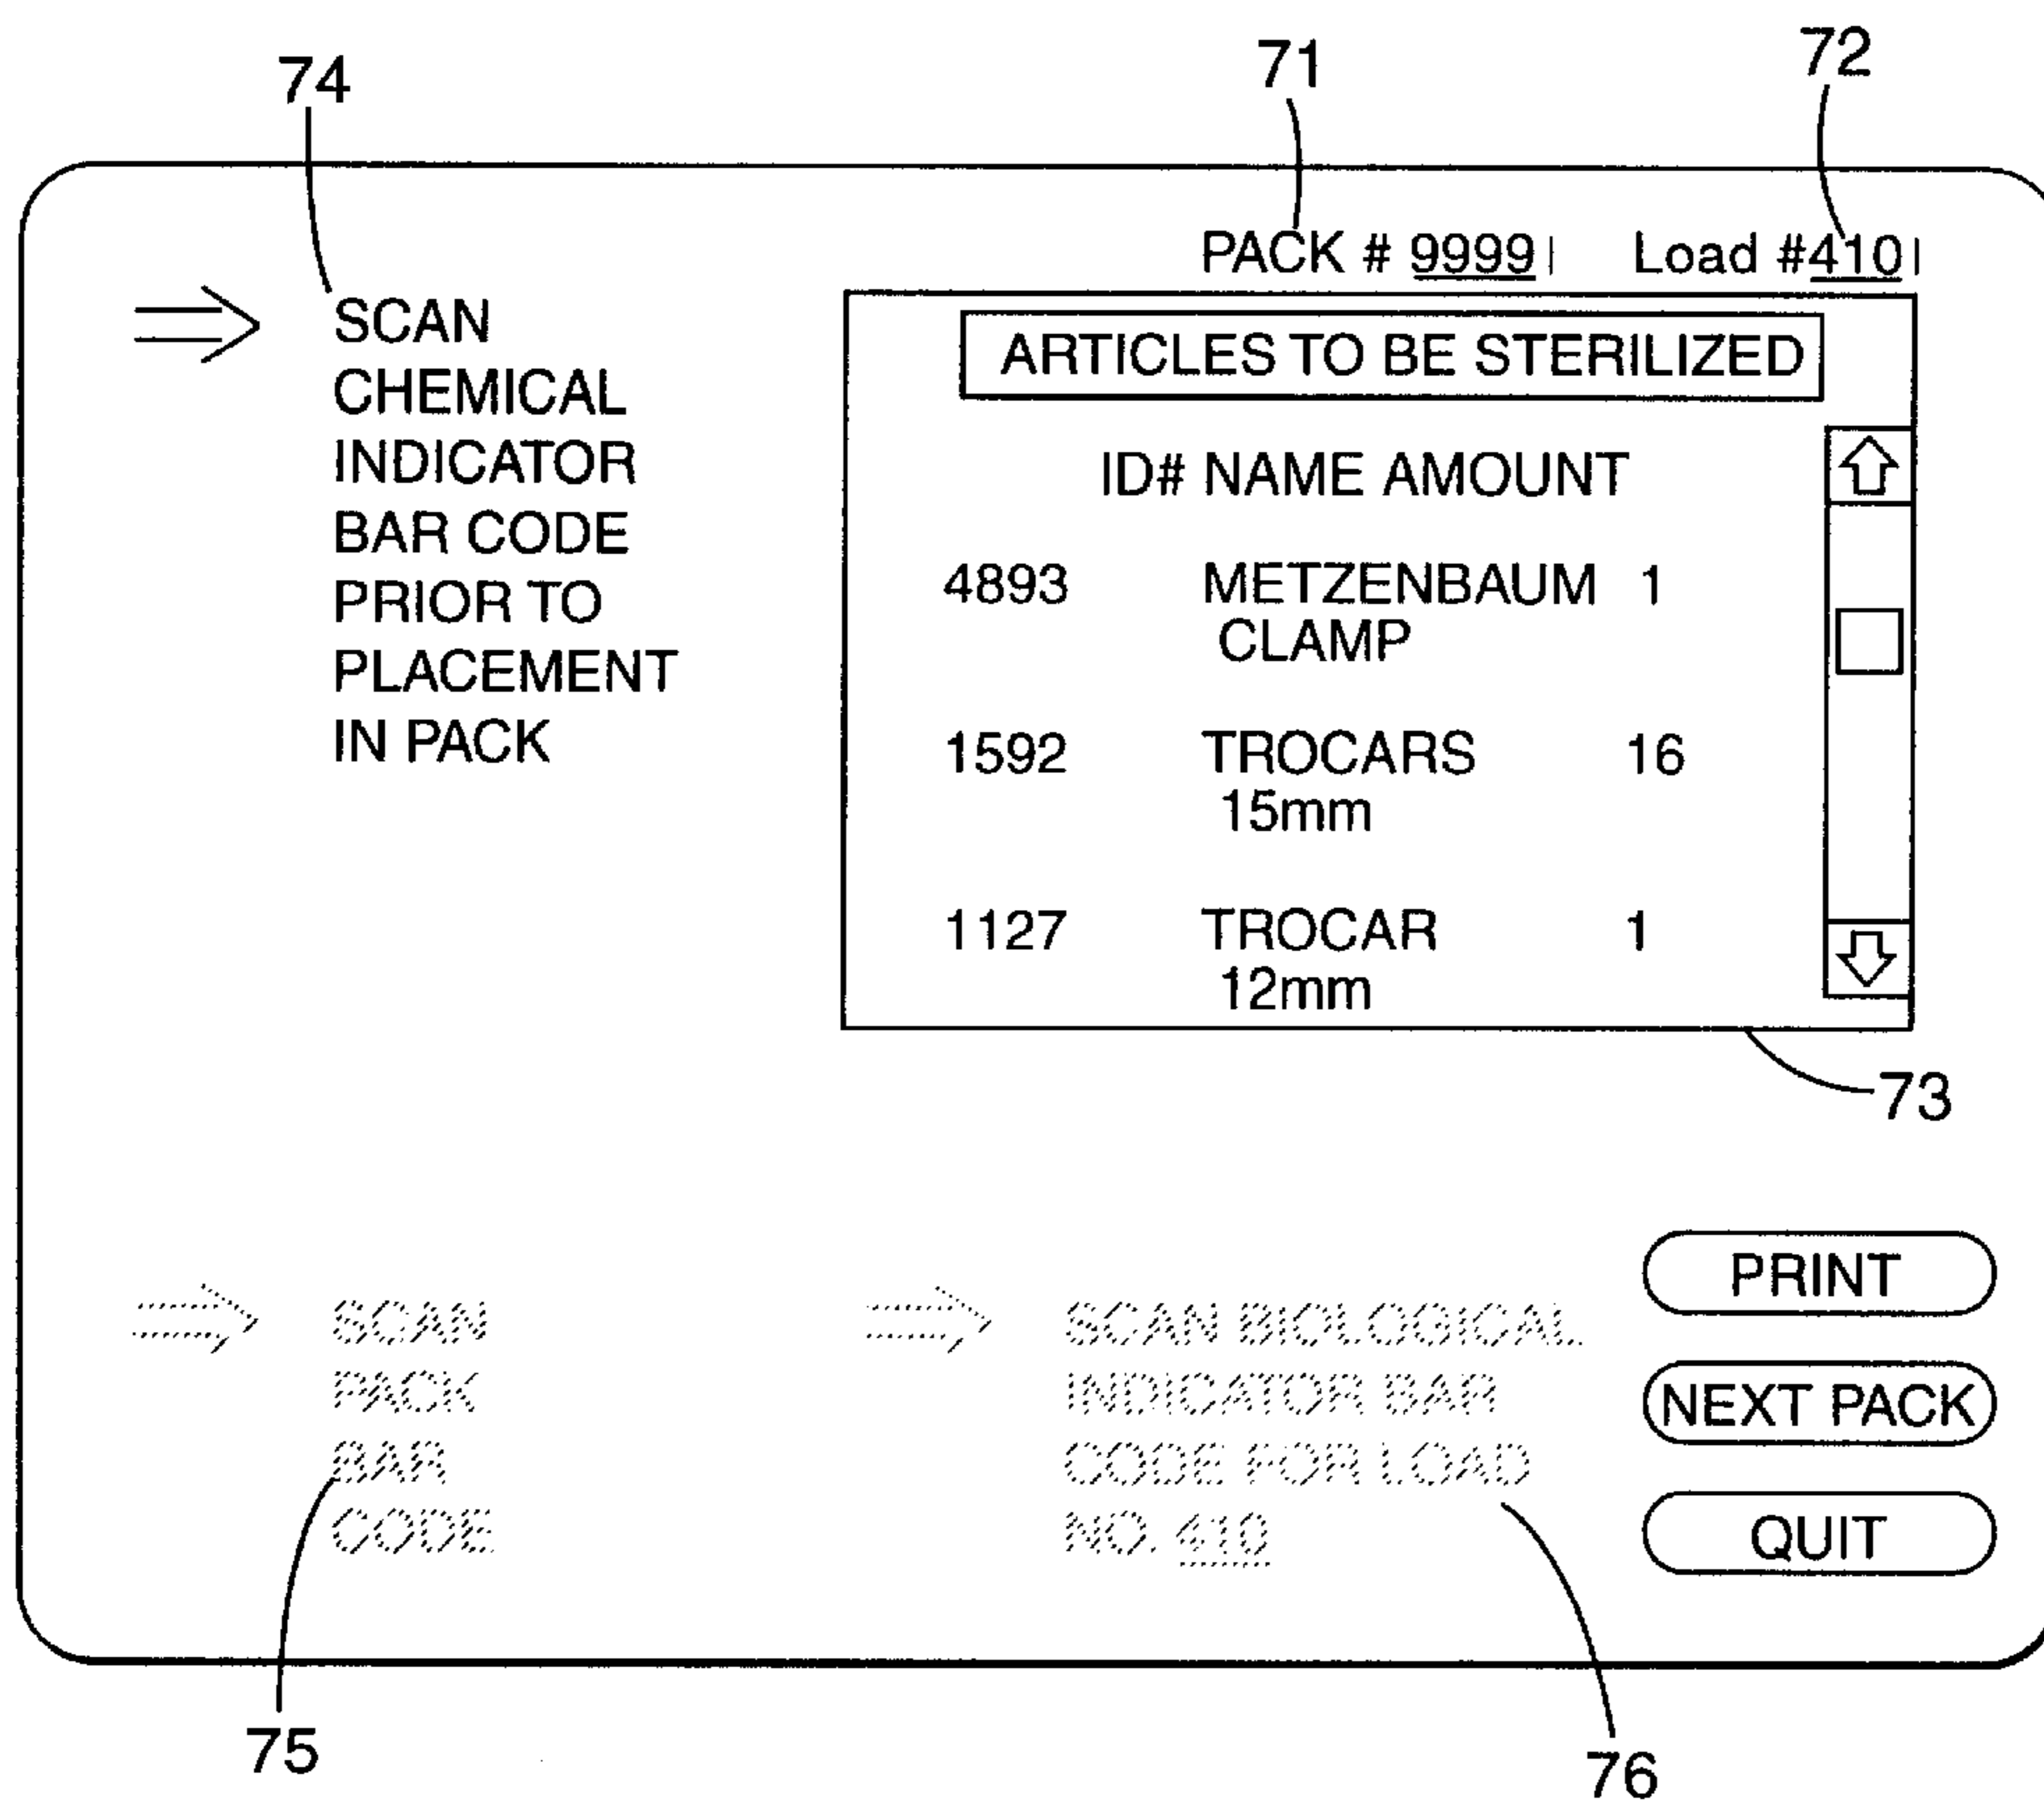 74
71
72
PACK # 9999
Load #410
SCAN
CHEMICAL
INDICATOR
BAR CODE
PRIOR TO
PLACEMENT
IN PACK
ARTICLES TO BE STERILIZED
ID# NAME AMOUNT
4893 METZENBAUM 1
CLAMP
1592 TROCARS 16
15mm
1127 TROCAR 1
12mm
73
SCAN
PACK
BAR
CODE
SCAN BIOLOGICAL
INDICATOR BAR
CODE FOR LOAD
NO. 410
PRINT
NEXT PACK
QUIT
75
76